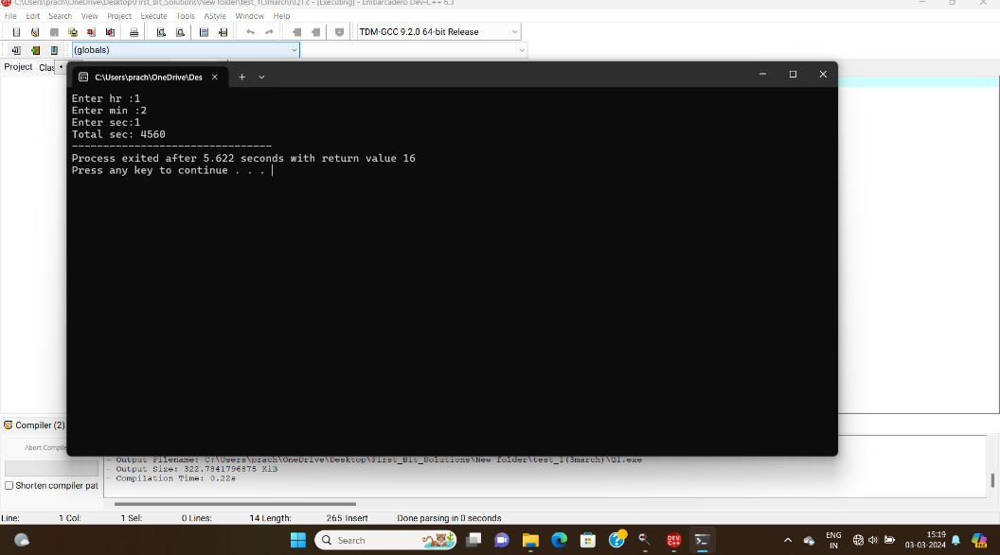 C:\Users\prach\OneDrive\Desktop\First_Bit_Solutions\New folder\test_1(3march)\Q1.c - [Executing] - Embarcadero Dev-C++ 6.3
File Edit Search View Project Execute Tools AStyle Window Help
TDM-GCC 9.2.0 64-bit Release
(globals)
Project Clas
C:\Users\prach\OneDrive\Des
Enter hr :1
Enter min :2
Enter sec:1
Total sec: 4560
--------------------------------
Process exited after 5.622 seconds with return value 16
Press any key to continue . . .
Compiler (2)
Abort Compile
- Output Filename: C:\Users\prach\OneDrive\Desktop\First_Bit_Solutions\New folder\test_1(3march)\Q1.exe
- Output Size: 322.7841796875 KiB
- Compilation Time: 0.22s
Shorten compiler pat
Line: 1 Col: 1 Sel: 0 Lines: 14 Length: 265 Insert Done parsing in 0 seconds
Search
DEV C++
ENG
IN
15:19
03-03-2024